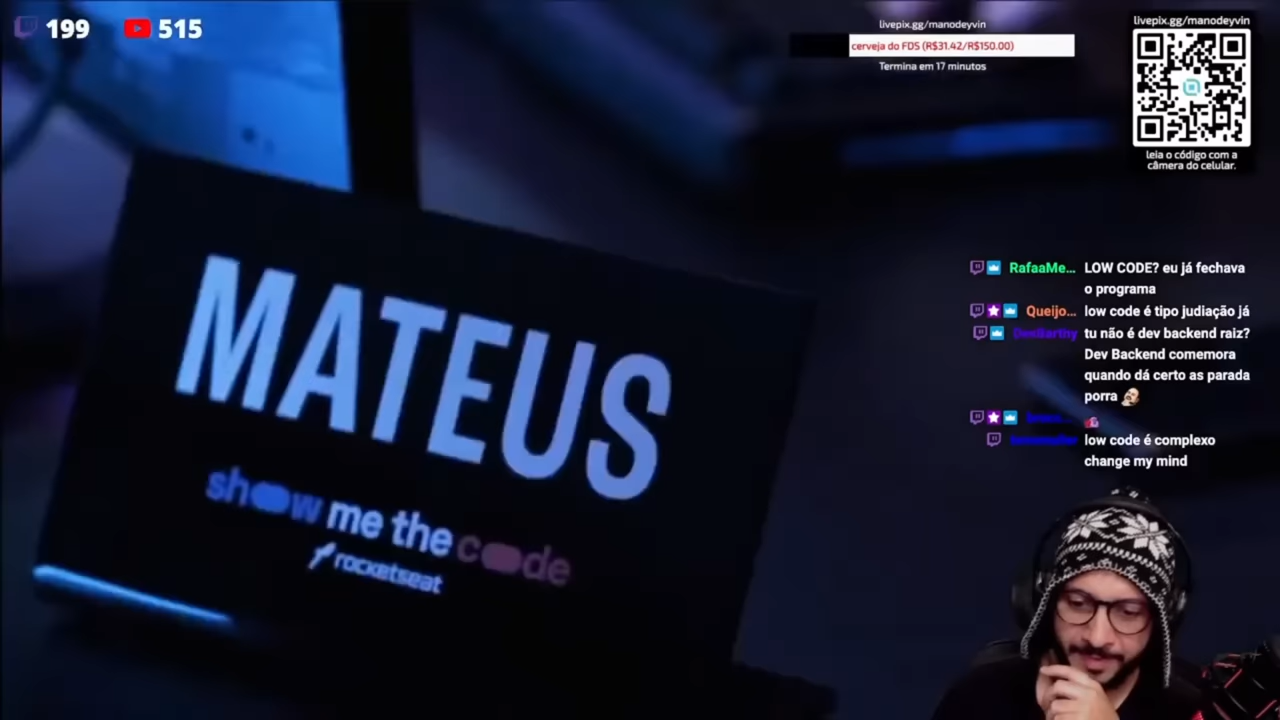 199
515
livepix.gg/manodeyvin
cerveja do FDS (R$31.42/R$150.00)
Termina em 17 minutos
livepix.gg/manodeyvin
leia o código com a
câmera do celular.
MATEUS
show me the code
rocketseat
RafaaMe... LOW CODE? eu já fechava
o programa
Queijo... low code é tipo judiação já
tu não é dev backend raiz?
Dev Backend comemora
quando dá certo as parada
porra
low code é complexo
change my mind